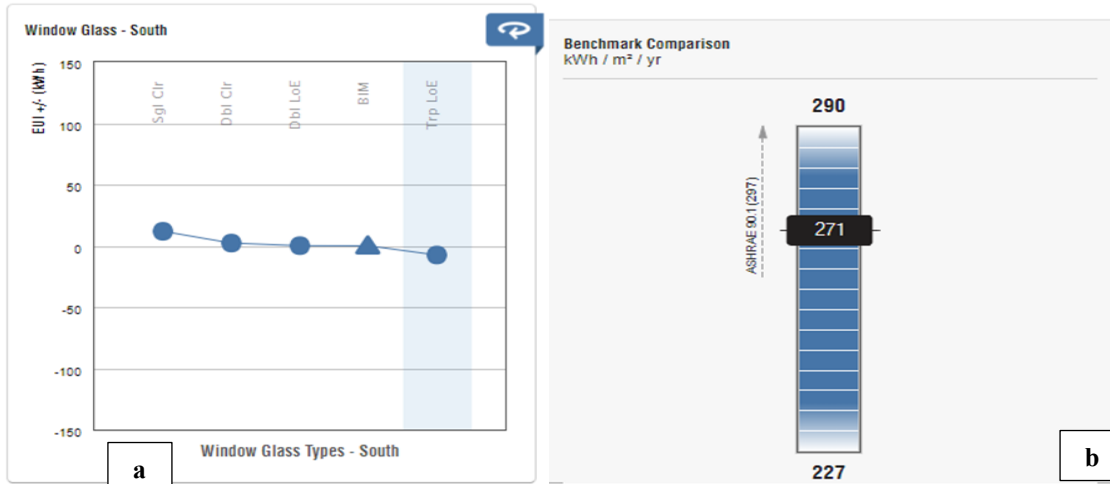 Window Glass - South
EUI +/- (kWh)
150
100
50
0
-50
-100
-150
Sgl Clr
Dbl Clr
Dbl LoE
BIM
Trp LoE
Window Glass Types - South
a
Benchmark Comparison
kWh / m² / yr
290
ASHRAE 90.1 (297)
271
227
b